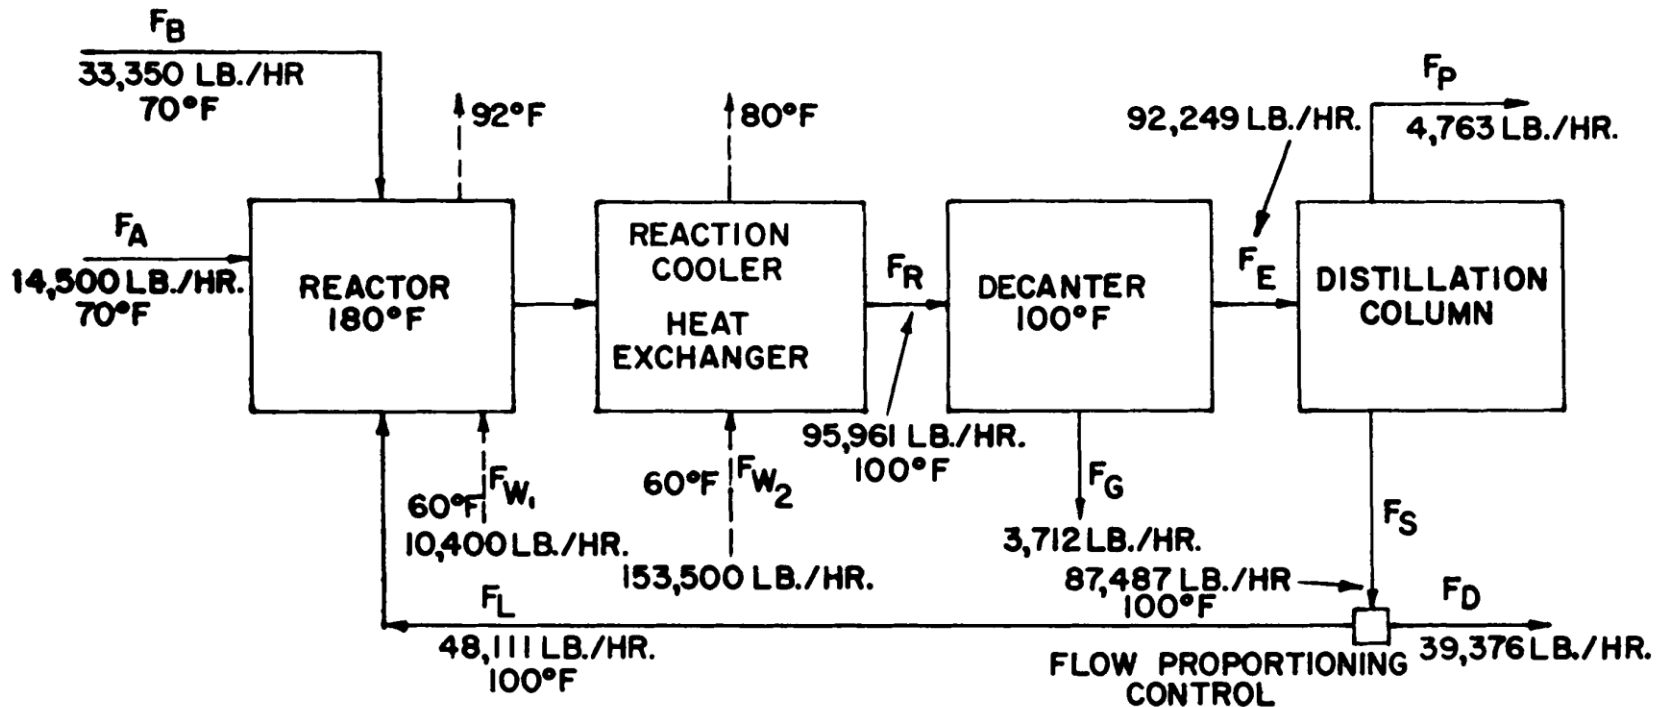 F_B
33,350 LB./HR
70°F
92°F
80°F
92,249 LB./HR.
F_P
4,763 LB./HR.
F_A
14,500 LB./HR.
70°F
REACTOR
180°F
REACTION
COOLER
HEAT
EXCHANGER
F_R
DECANTER
100°F
F_E
DISTILLATION
COLUMN
95,961 LB./HR.
100°F
60°F
F_W₁
10,400 LB./HR.
60°F
F_W₂
153,500 LB./HR.
F_G
3,712 LB./HR.
F_S
87,487 LB./HR
100°F
F_L
48,111 LB./HR.
100°F
F_D
39,376 LB./HR.
FLOW PROPORTIONING
CONTROL